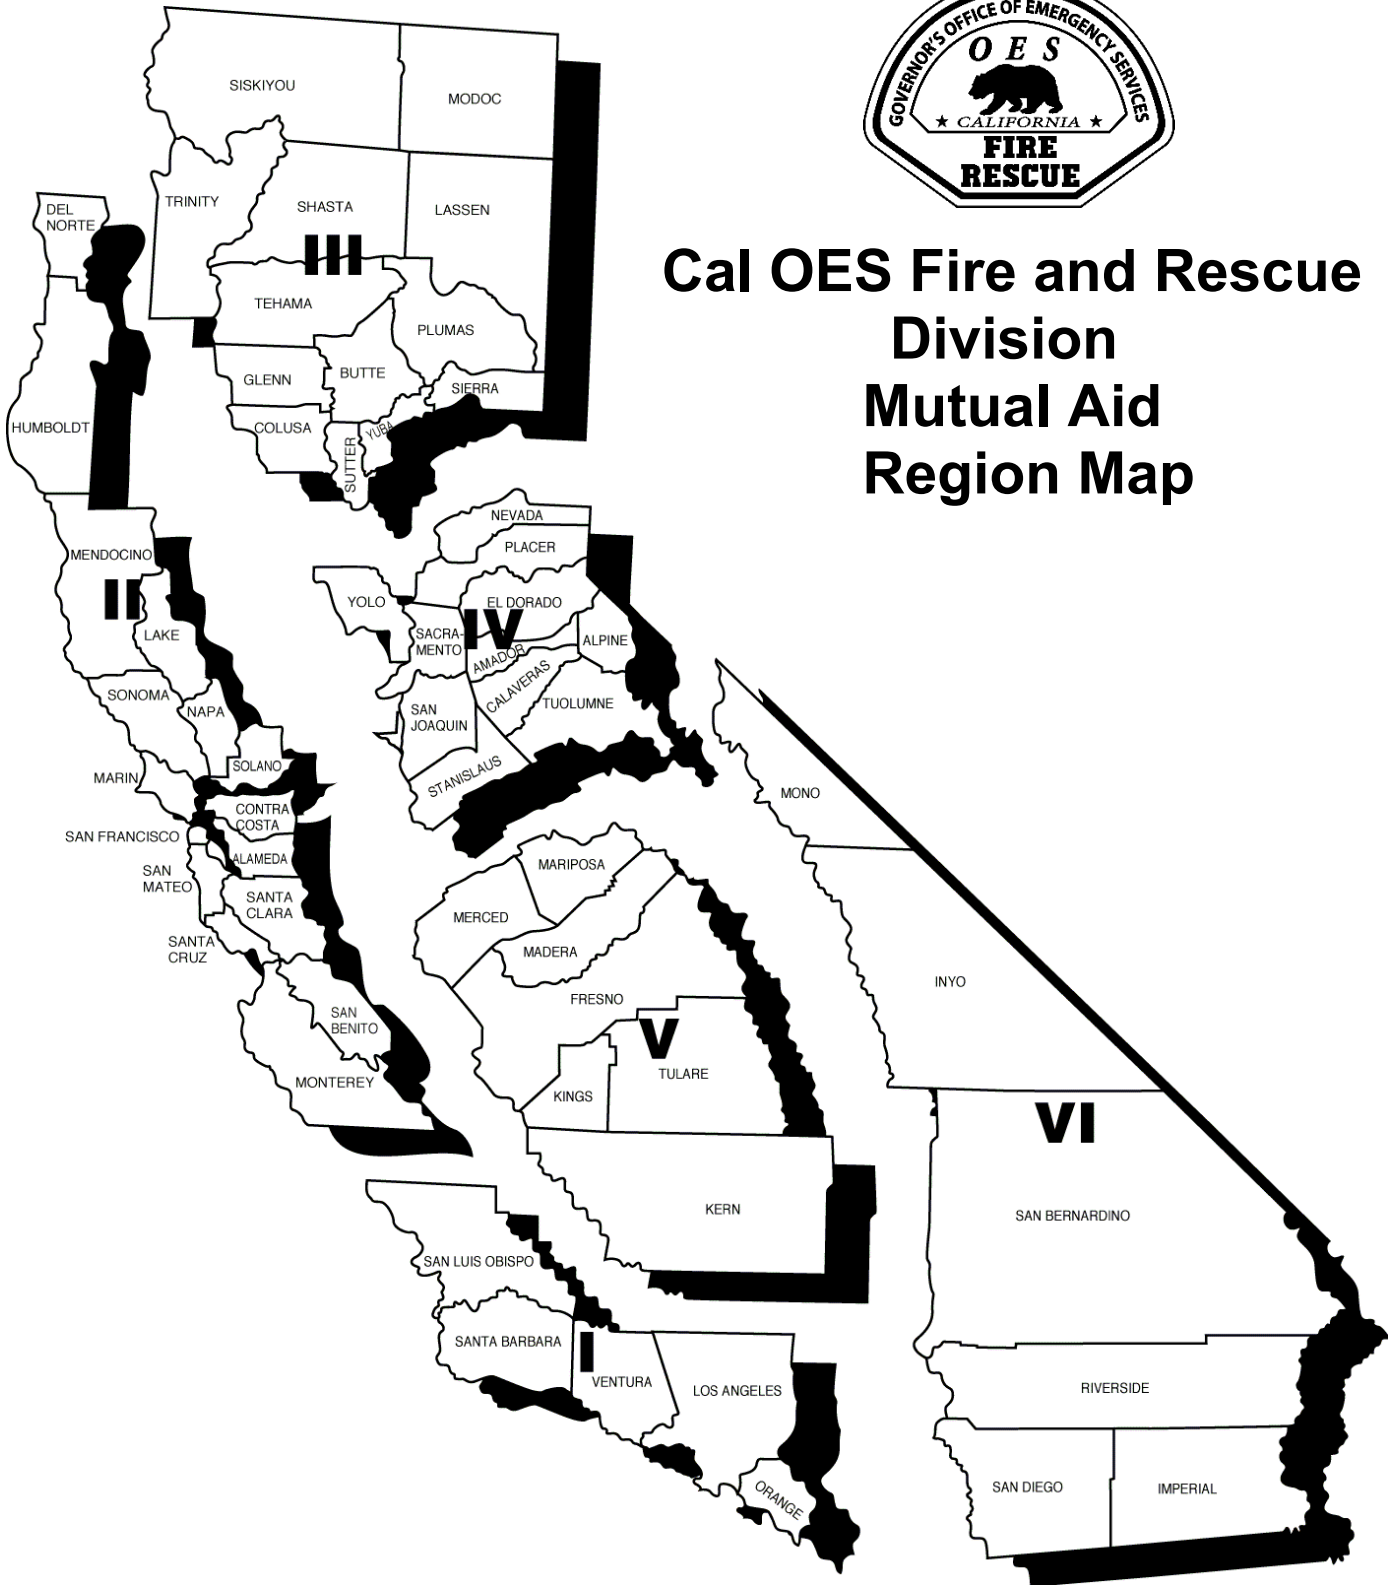 GOVERNOR'S OFFICE OF EMERGENCY SERVICES
OES
CALIFORNIA
FIRE
RESCUE
Cal OES Fire and Rescue
Division
Mutual Aid
Region Map
SISKIYOU
MODOC
TRINITY
SHASTA
LASSEN
III
TEHAMA
PLUMAS
GLENN
BUTTE
SIERRA
COLUSA
SUTTER
YUBA
DEL
NORTE
HUMBOLDT
MENDOCINO
II
LAKE
SONOMA
NAPA
SOLANO
MARIN
CONTRA
COSTA
SAN FRANCISCO
ALAMEDA
SAN
MATEO
SANTA
CLARA
SANTA
CRUZ
SAN
BENITO
MONTEREY
NEVADA
PLACER
YOLO
EL DORADO
IV
SACRA-
MENTO
AMADOR
ALPINE
CALAVERAS
TUOLUMNE
SAN
JOAQUIN
STANISLAUS
MARIPOSA
MERCED
MADERA
FRESNO
V
TULARE
KINGS
KERN
MONO
INYO
VI
SAN BERNARDINO
RIVERSIDE
SAN DIEGO
IMPERIAL
SAN LUIS OBISPO
SANTA BARBARA
I
VENTURA
LOS ANGELES
ORANGE